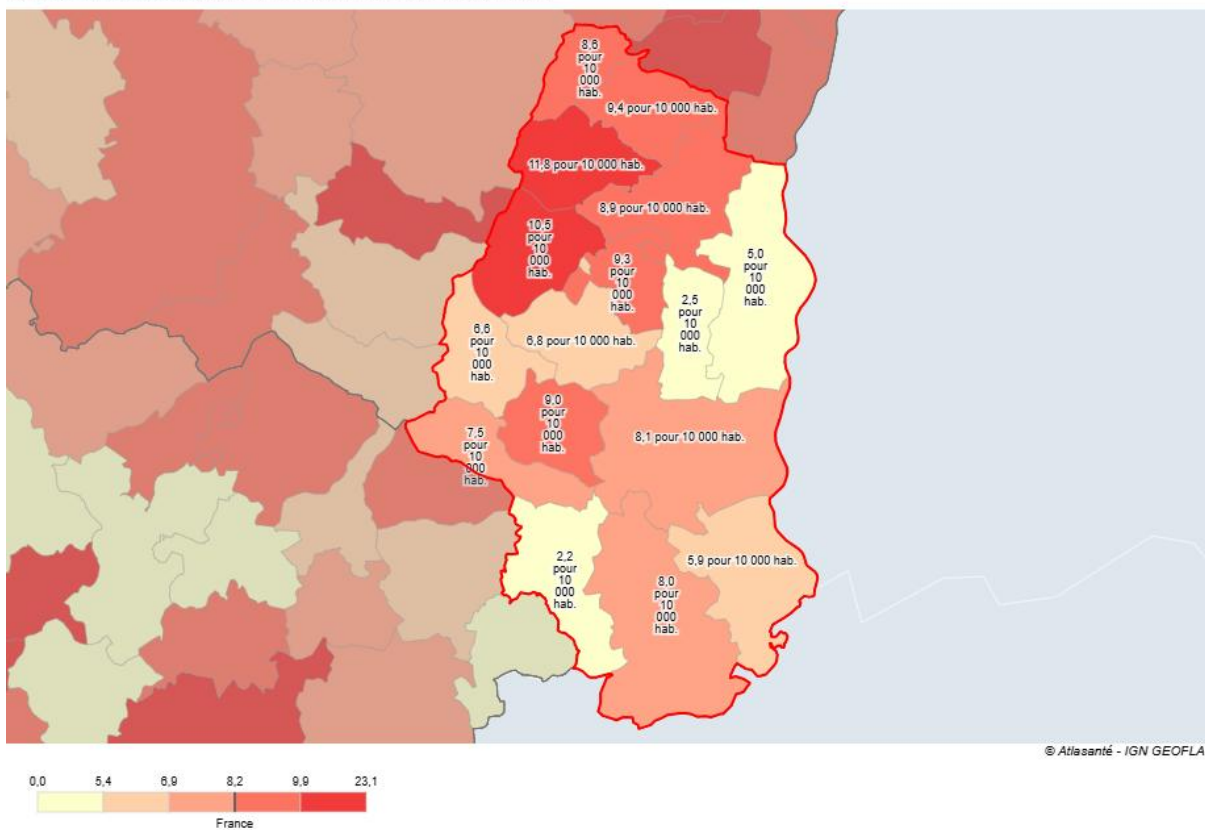 8,6
pour
10
000
hab.
9,4 pour 10 000 hab.
11,8 pour 10 000 hab.
8,9 pour 10 000 hab.
10,5
pour
10
000
hab.
9,3
pour
10
000
hab.
5,0
pour
10
000
hab.
2,5
pour
10
000
hab.
6,6
pour
10
000
hab.
6,8 pour 10 000 hab.
9,0
pour
10
000
hab.
7,5
pour
10
000
hab.
8,1 pour 10 000 hab.
2,2
pour
10
000
hab.
8,0
pour
10
000
hab.
5,9 pour 10 000 hab.
© Atlasanté - IGN GEOFLA
0,0 5,4 6,9 8,2 9,9 23,1
France